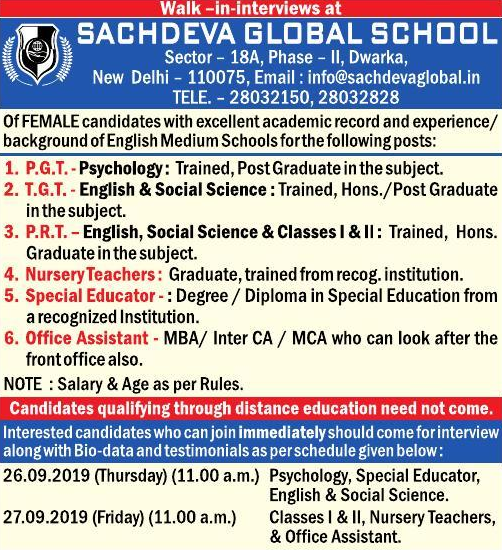 Walk –in-interviews at
SACHDEVA GLOBAL SCHOOL
Sector – 18A, Phase – II, Dwarka,
New Delhi – 110075, Email : info@sachdevaglobal.in
TELE. – 28032150, 28032828
Of FEMALE candidates with excellent academic record and experience/
background of English Medium Schools for the following posts:
1. P.G.T. - Psychology : Trained, Post Graduate in the subject.
2. T.G.T. - English & Social Science : Trained, Hons./Post Graduate
in the subject.
3. P.R.T. – English, Social Science & Classes I & II : Trained, Hons.
Graduate in the subject.
4. Nursery Teachers : Graduate, trained from recog. institution.
5. Special Educator - : Degree / Diploma in Special Education from
a recognized Institution.
6. Office Assistant - MBA/ Inter CA / MCA who can look after the
front office also.
NOTE : Salary & Age as per Rules.
Candidates qualifying through distance education need not come.
Interested candidates who can join immediately should come for interview
along with Bio-data and testimonials as per schedule given below :
26.09.2019 (Thursday) (11.00 a.m.) Psychology, Special Educator,
English & Social Science.
27.09.2019 (Friday) (11.00 a.m.) Classes I & II, Nursery Teachers,
& Office Assistant.